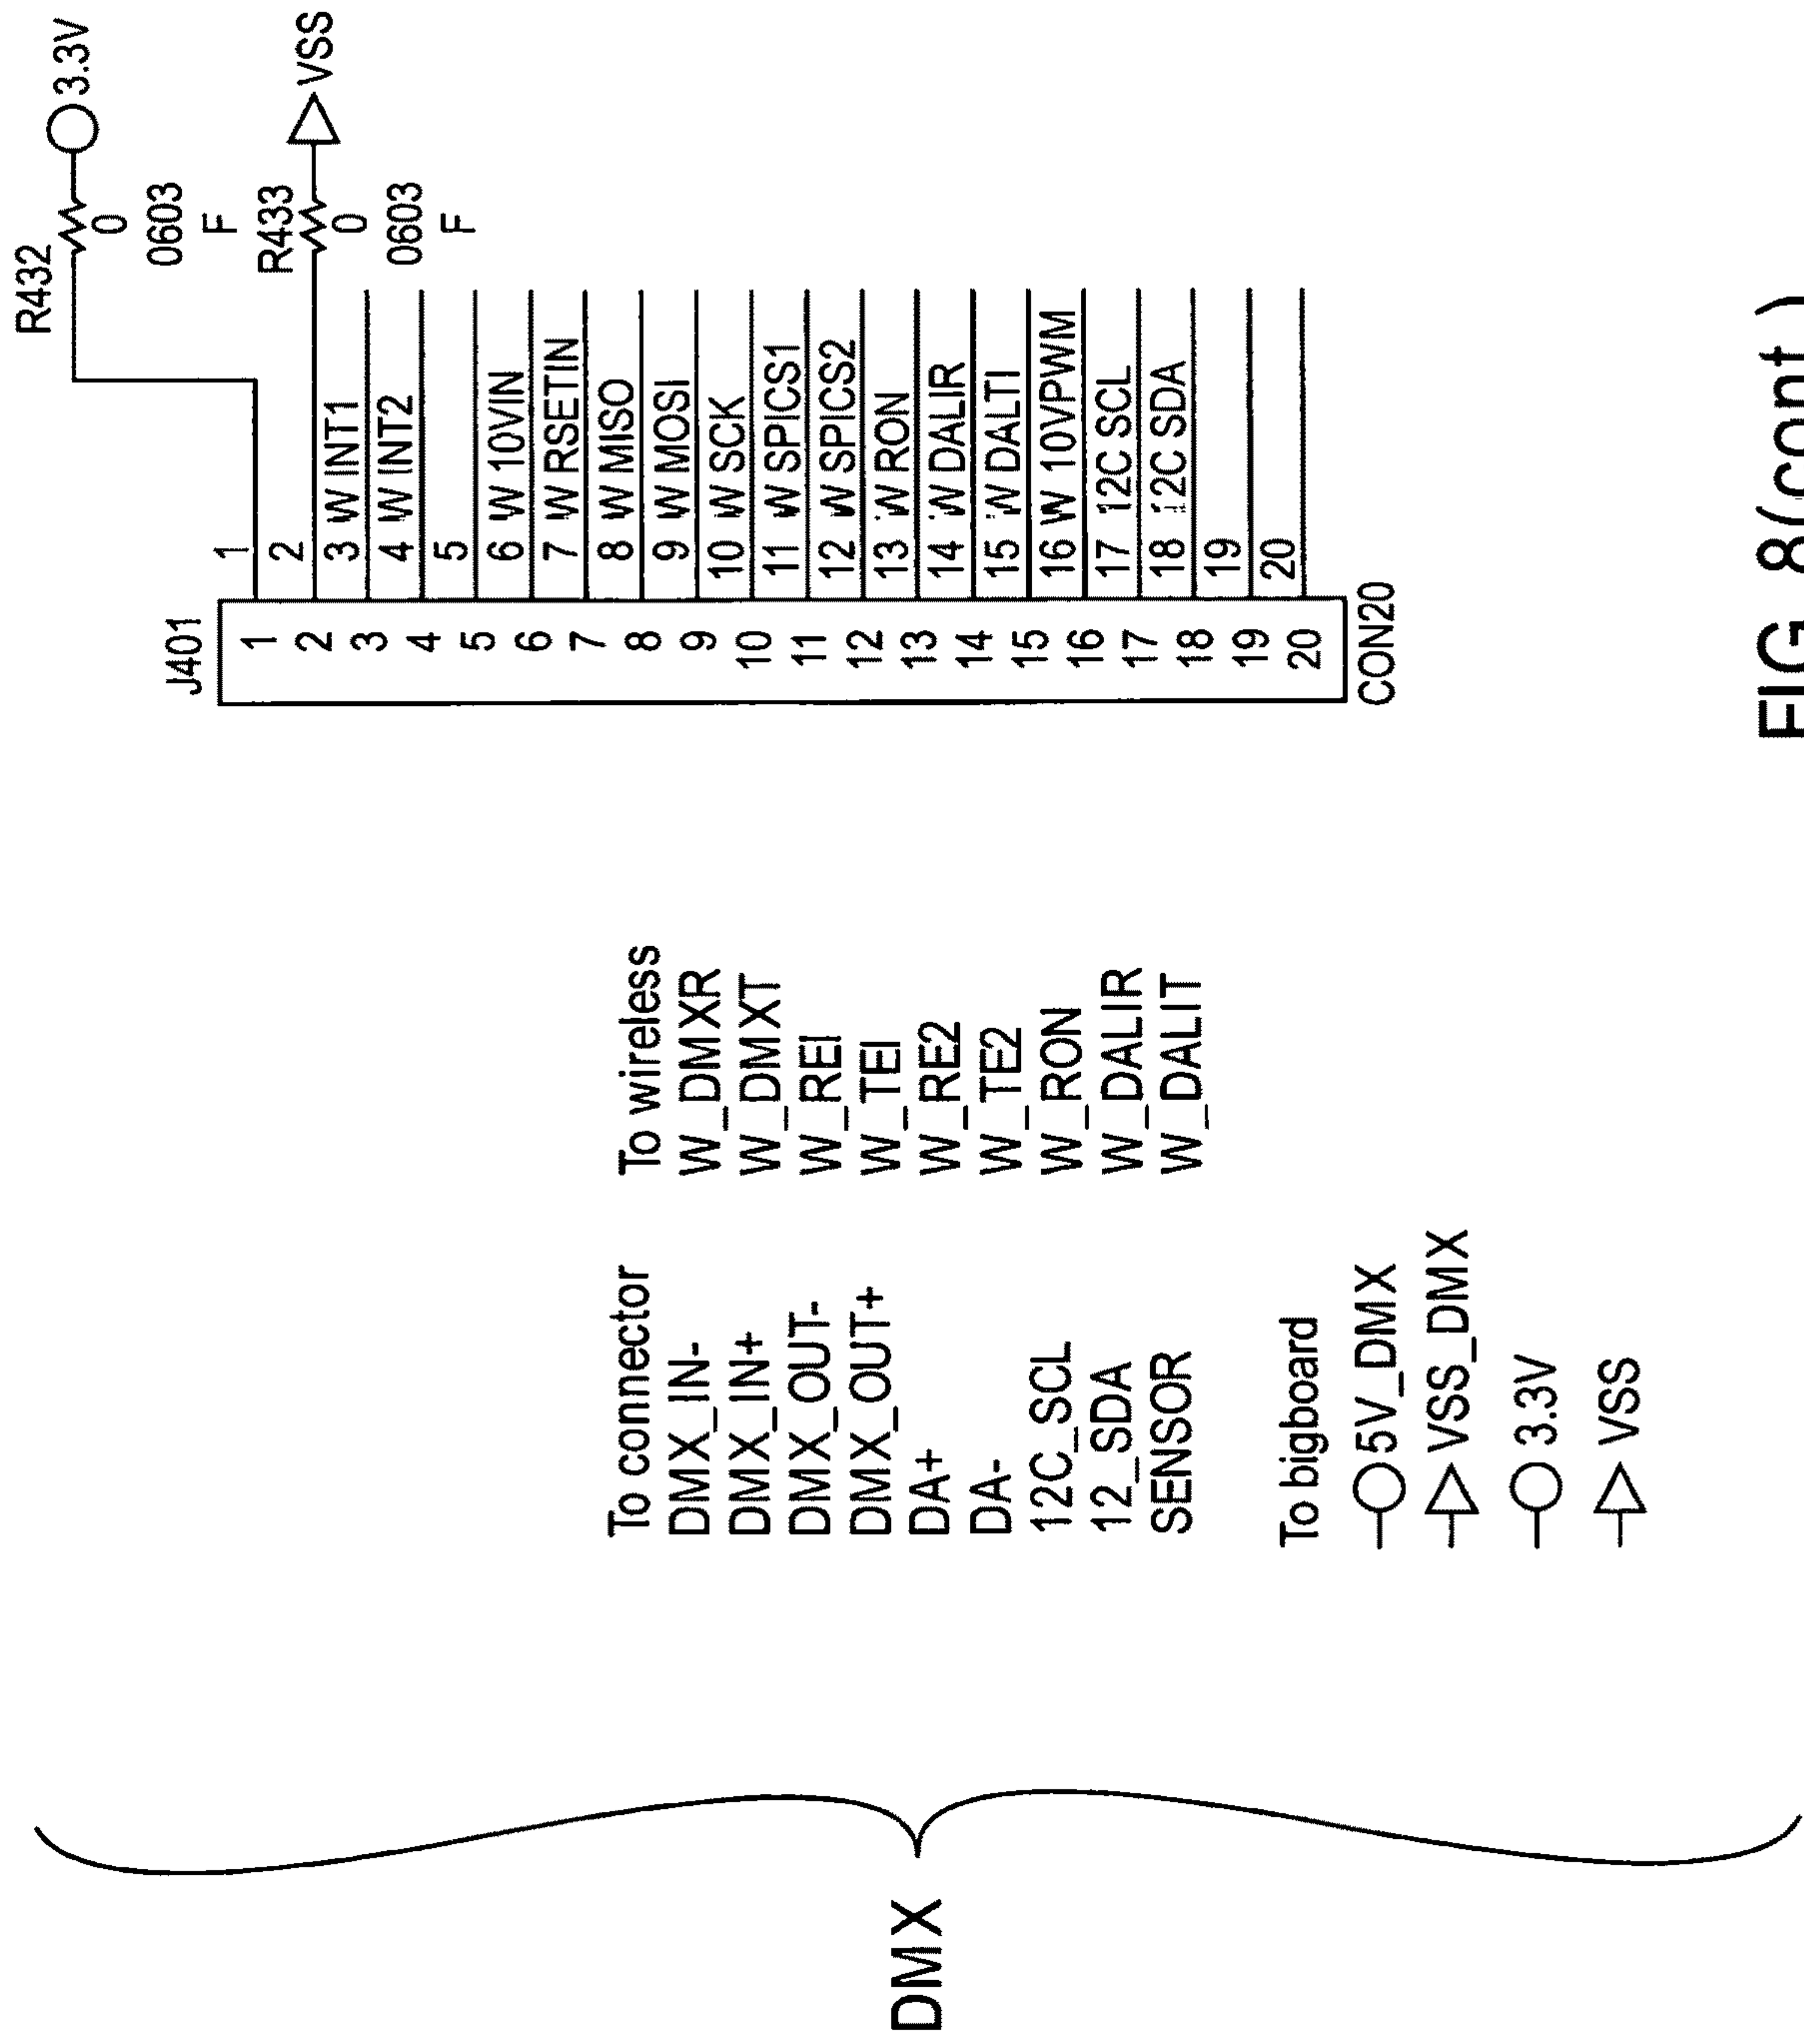 DMX
To connector
DMX_IN-
DMX_IN+
DMX_OUT-
DMX_OUT+
DA+
DA-
12C_SCL
12_SDA
SENSOR
To bigboard
5V_DMX
VSS_DMX
3.3V
VSS
To wireless
W_DMXR
W_DMXT
W_REI
W_TEI
W_RE2
W_TE2
W_RON
W_DALIR
W_DALIT
R432
3.3V
0
0603
F
R433
VSS
0
0603
F
J401
1 1
2 2
3 3 W INT1
4 4 W INT2
5 5
6 6 W 10VIN
7 7 W RSETIN
8 8 W MISO
9 9 W MOSI
10 10 W SCK
11 11 W SPICS1
12 12 W SPICS2
13 13 W RON
14 14 W DALIR
15 15 W DALTI
16 16 W 10VPWM
17 17 12C SCL
18 18 12C SDA
19 19
20 20
CON20
FIG. 8(cont.)